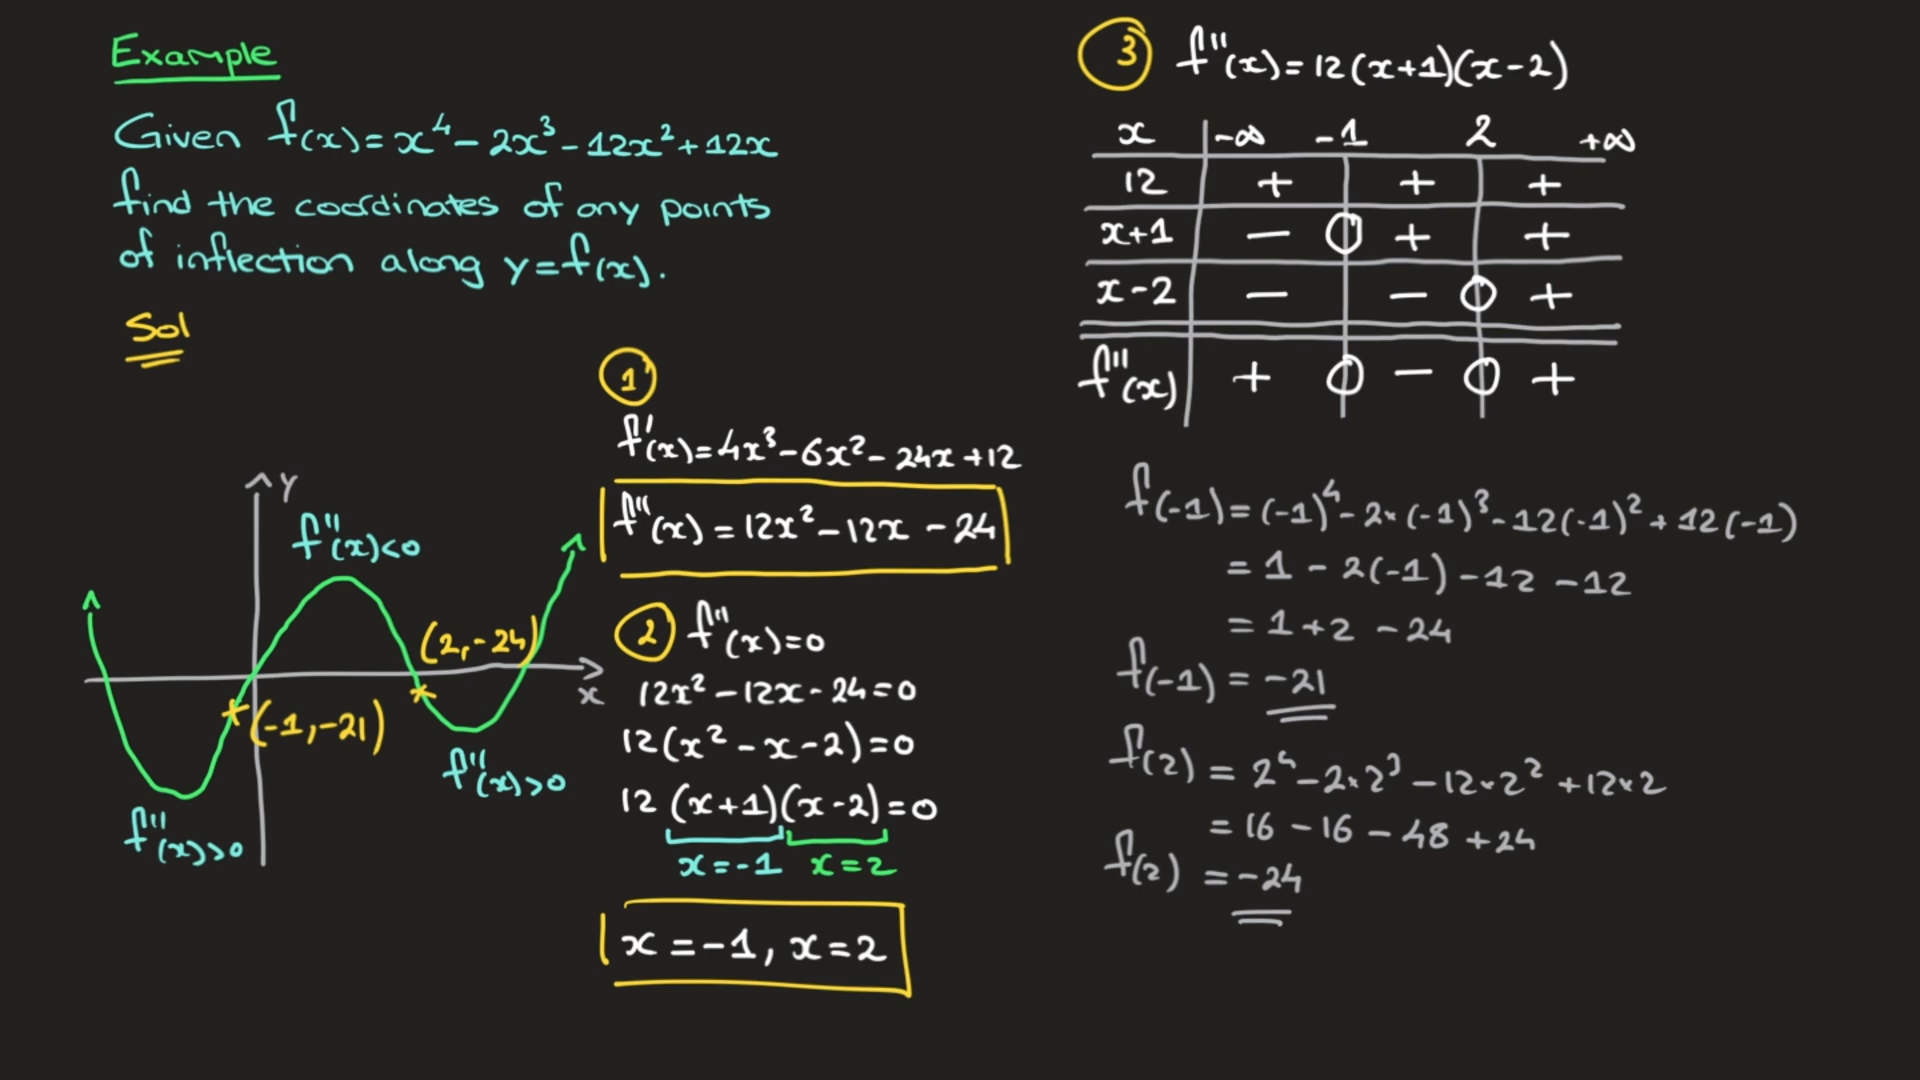 Example
Given f(x) = x⁴ - 2x³ - 12x² + 12x
find the coordinates of any points
of inflection along y = f(x).
Sol
Y
f''(x)<0
(2,-24)
x
(-1,-21)
f''(x)>0
f''(x)>0
1
f'(x) = 4x³ - 6x² - 24x + 12
f''(x) = 12x² - 12x - 24
2 f''(x) = 0
12x² - 12x - 24 = 0
12(x² - x - 2) = 0
12 (x+1)(x-2) = 0
x = -1 x = 2
x = -1, x = 2
3 f''(x) = 12(x+1)(x-2)
x -∞ -1 2 +∞
12 + + +
x+1 - 0 + +
x-2 - - 0 +
f''(x) + 0 - 0 +
f(-1) = (-1)⁴ - 2×(-1)³ - 12(-1)² + 12(-1)
= 1 - 2(-1) - 12 - 12
= 1 + 2 - 24
f(-1) = -21
f(2) = 2⁴ - 2×2³ - 12×2² + 12×2
= 16 - 16 - 48 + 24
f(2) = -24